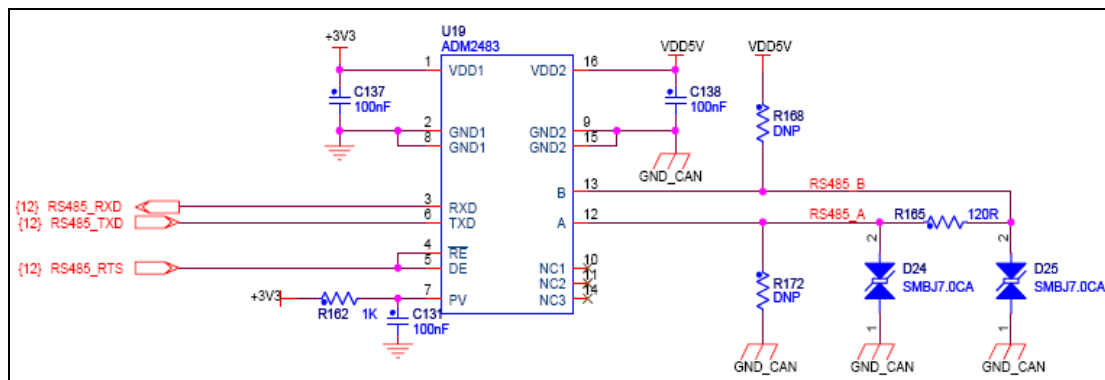 U19
ADM2483
+3V3
VDD5V
VDD5V
1
VDD1
VDD2
16
C137
100nF
C138
100nF
R168
DNP
2
GND1
GND2
9
8
GND1
GND2
15
GND_CAN
B
13
RS485_B
{12} RS485_RXD
3
RXD
A
12
RS485_A
R165
120R
{12} RS485_TXD
6
TXD
4
RE
{12} RS485_RTS
5
DE
NC1
10
NC2
11
NC3
14
2
2
D24
SMBJ7.0CA
D25
SMBJ7.0CA
R172
DNP
+3V3
R162
1K
7
PV
C131
100nF
1
1
GND_CAN
GND_CAN
GND_CAN